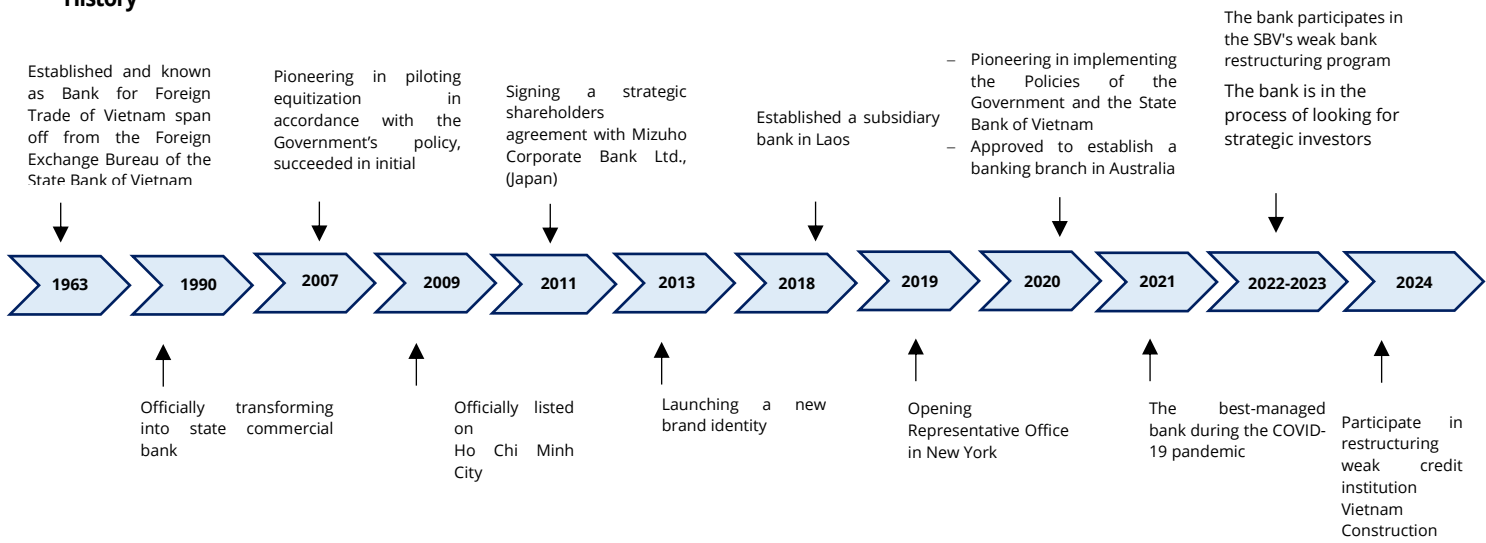 History
Established and known
as Bank for Foreign
Trade of Vietnam span
off from the Foreign
Exchange Bureau of the
State Bank of Vietnam
Pioneering in piloting
equitization in
accordance with the
Government’s policy,
succeeded in initial
Signing a strategic
shareholders
agreement with Mizuho
Corporate Bank Ltd.,
(Japan)
Established a subsidiary
bank in Laos
– Pioneering in implementing
the Policies of the
Government and the State
Bank of Vietnam
– Approved to establish a
banking branch in Australia
The bank participates in
the SBV's weak bank
restructuring program
The bank is in the
process of looking for
strategic investors
1963
1990
2007
2009
2011
2013
2018
2019
2020
2021
2022-2023
2024
Officially transforming
into state commercial
bank
Officially listed
on
Ho Chi Minh
City
Launching a new
brand identity
Opening
Representative Office
in New York
The best-managed
bank during the COVID-
19 pandemic
Participate in
restructuring
weak credit
institution
Vietnam
Construction